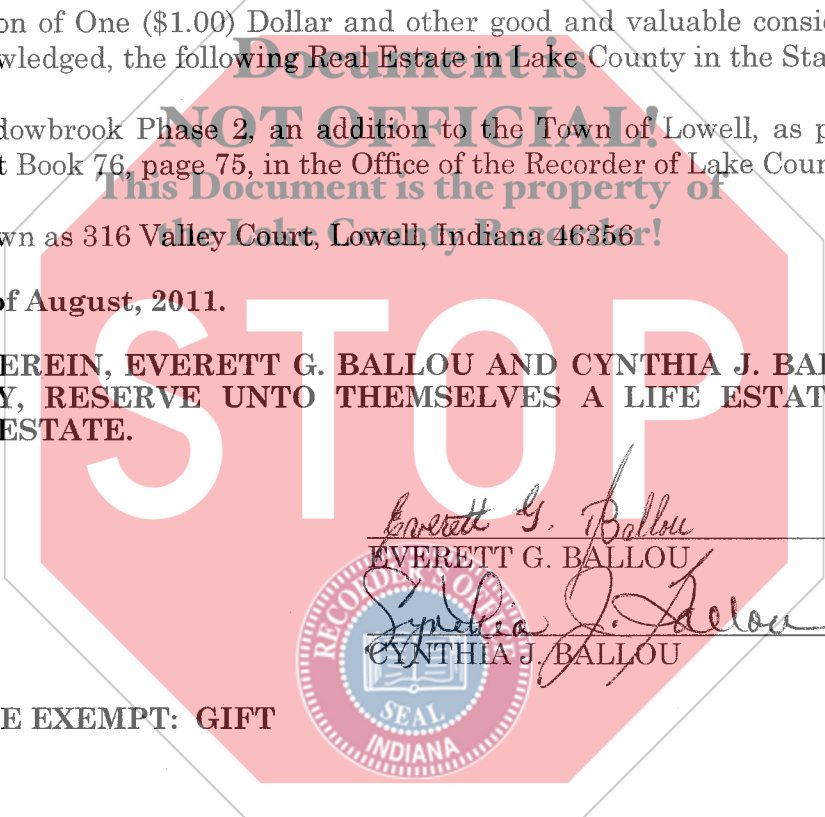 on of One ($1.00) Dollar and other good and valuable consi
wledged, the following Real Estate in Lake County in the Sta
Document is
NOT OFFICIAL!
dowbrook Phase 2, an addition to the Town of Lowell, as p
t Book 76, page 75, in the Office of the Recorder of Lake Coun
This Document is the property of
the Lake County Recorder!
wn as 316 Valley Court, Lowell, Indiana 46356
of August, 2011.
STOP
EREIN, EVERETT G. BALLOU AND CYNTHIA J. BAL
Y, RESERVE UNTO THEMSELVES A LIFE ESTAT
ESTATE.
Everett G. Ballou
EVERETT G. BALLOU
Cynthia J. Ballou
CYNTHIA J. BALLOU
RECORDER'S OFFICE
SEAL
INDIANA
E EXEMPT: GIFT